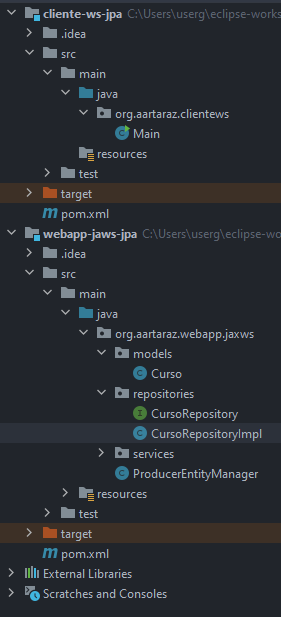 cliente-ws-jpa C:\Users\userg\eclipse-works
.idea
src
main
java
org.aartaraz.clientews
Main
resources
test
target
pom.xml
webapp-jaws-jpa C:\Users\userg\eclipse-w
.idea
src
main
java
org.aartaraz.webapp.jaxws
models
Curso
repositories
CursoRepository
CursoRepositoryImpl
services
ProducerEntityManager
resources
test
target
pom.xml
External Libraries
Scratches and Consoles